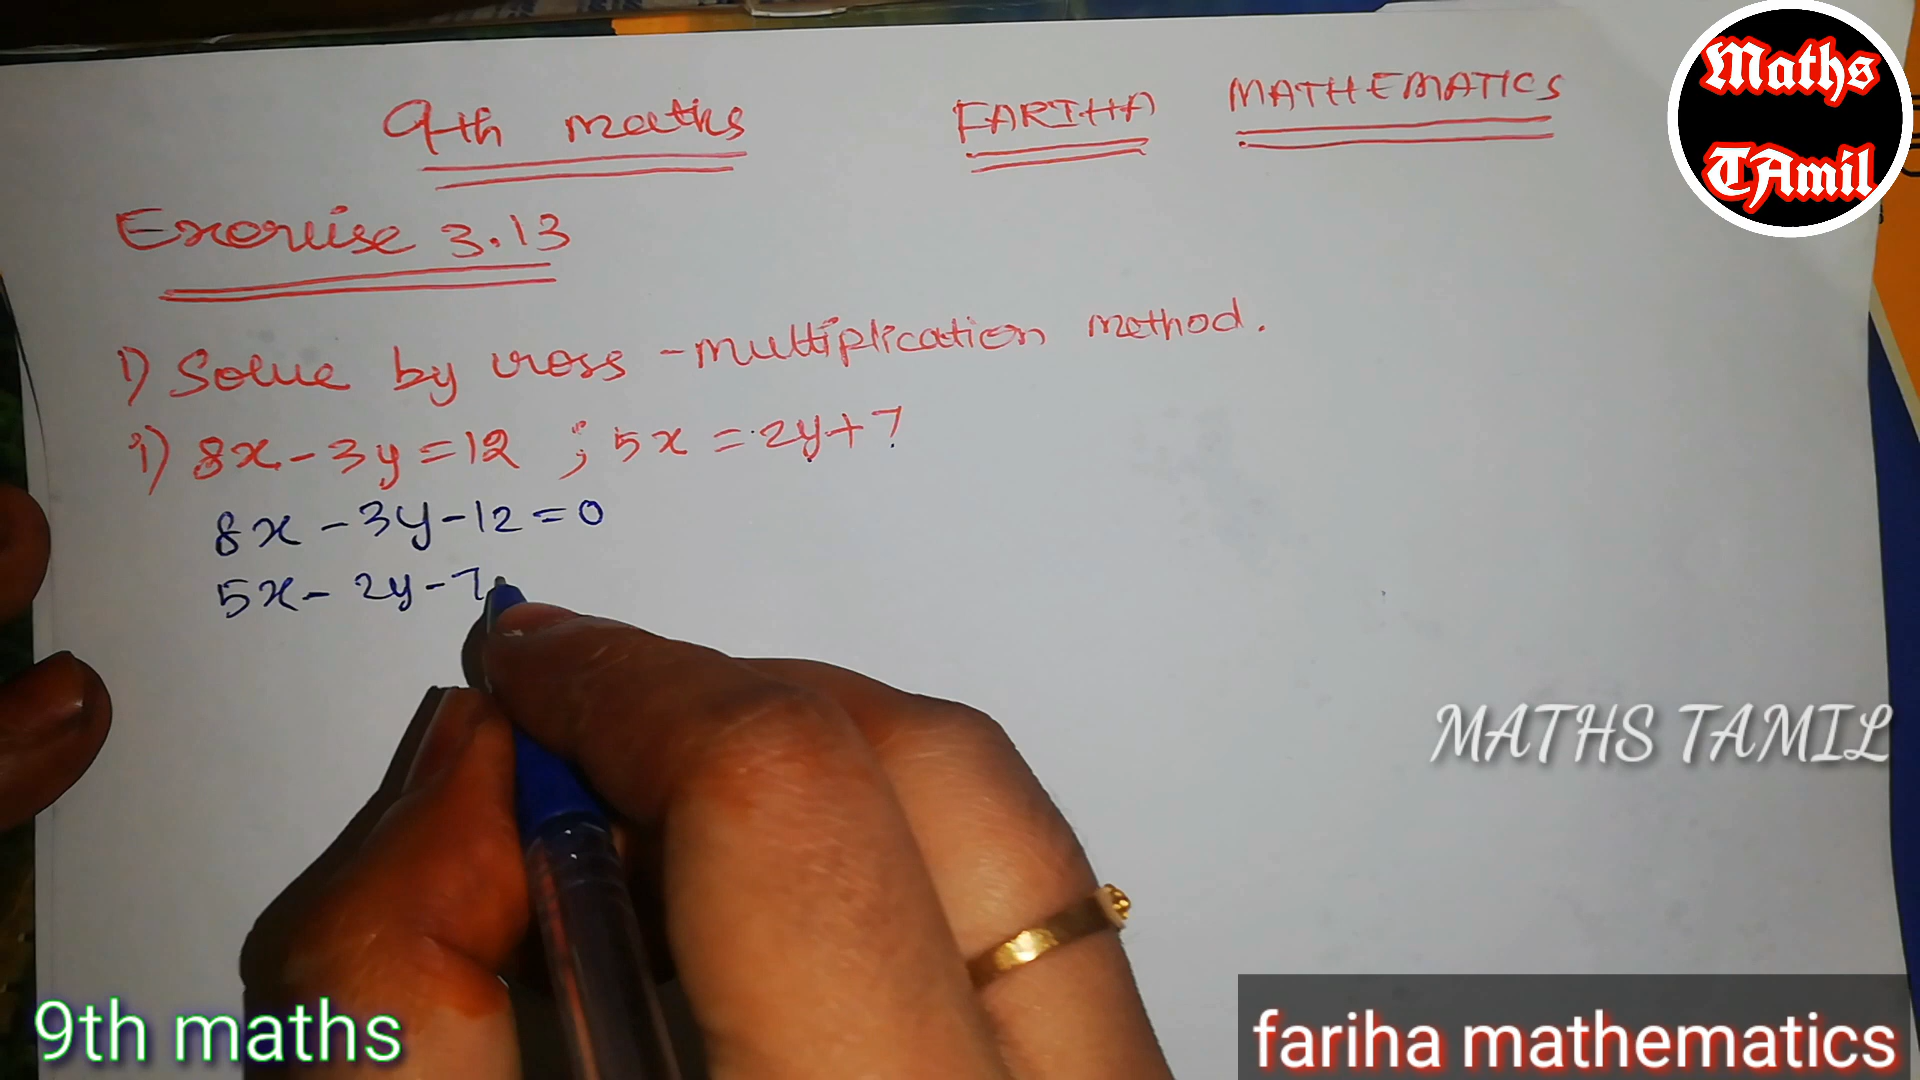 9th maths FARIHA MATHEMATICS
Maths
TAmil
Exercise 3.13
1) Solve by cross-multiplication method.
i) 8x - 3y = 12 ; 5x = 2y + 7
8x - 3y - 12 = 0
5x - 2y - 7
MATHS TAMIL
9th maths
fariha mathematics